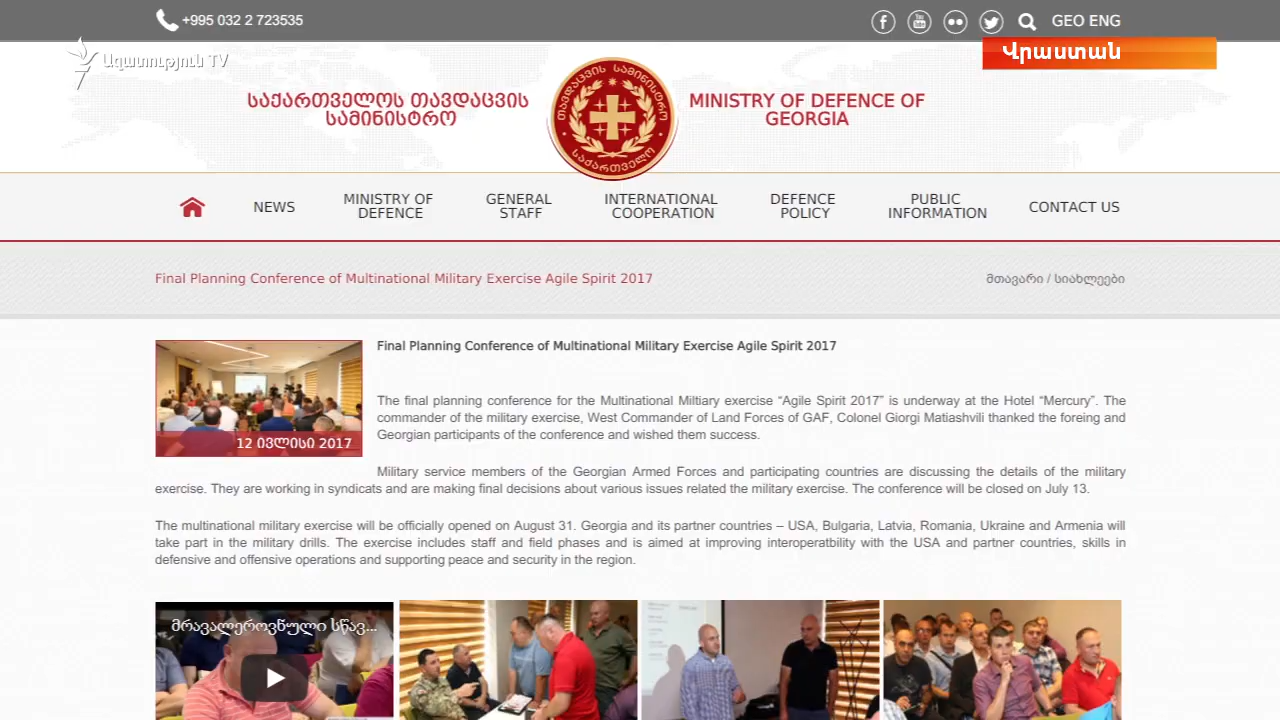 +995 032 2 723535
GEO ENG
Ազատություն TV
Վրաստան
საქართველოს თავდაცვის
სამინისტრო
თავდაცვის სამინისტრო
საქართველო
MINISTRY OF DEFENCE OF
GEORGIA
NEWS
MINISTRY OF
DEFENCE
GENERAL
STAFF
INTERNATIONAL
COOPERATION
DEFENCE
POLICY
PUBLIC
INFORMATION
CONTACT US
Final Planning Conference of Multinational Military Exercise Agile Spirit 2017
მთავარი / სიახლეები
12 ივლისი 2017
Final Planning Conference of Multinational Military Exercise Agile Spirit 2017
The final planning conference for the Multinational Miltiary exercise “Agile Spirit 2017” is underway at the Hotel “Mercury”. The
commander of the military exercise, West Commander of Land Forces of GAF, Colonel Giorgi Matiashvili thanked the foreing and
Georgian participants of the conference and wished them success.
Military service members of the Georgian Armed Forces and participating countries are discussing the details of the military
exercise. They are working in syndicats and are making final decisions about various issues related the military exercise. The conference will be closed on July 13.
The multinational military exercise will be officially opened on August 31. Georgia and its partner countries – USA, Bulgaria, Latvia, Romania, Ukraine and Armenia will
take part in the military drills. The exercise includes staff and field phases and is aimed at improving interoperatbility with the USA and partner countries, skills in
defensive and offensive operations and supporting peace and security in the region.
მრავალეროვნული სწავ...